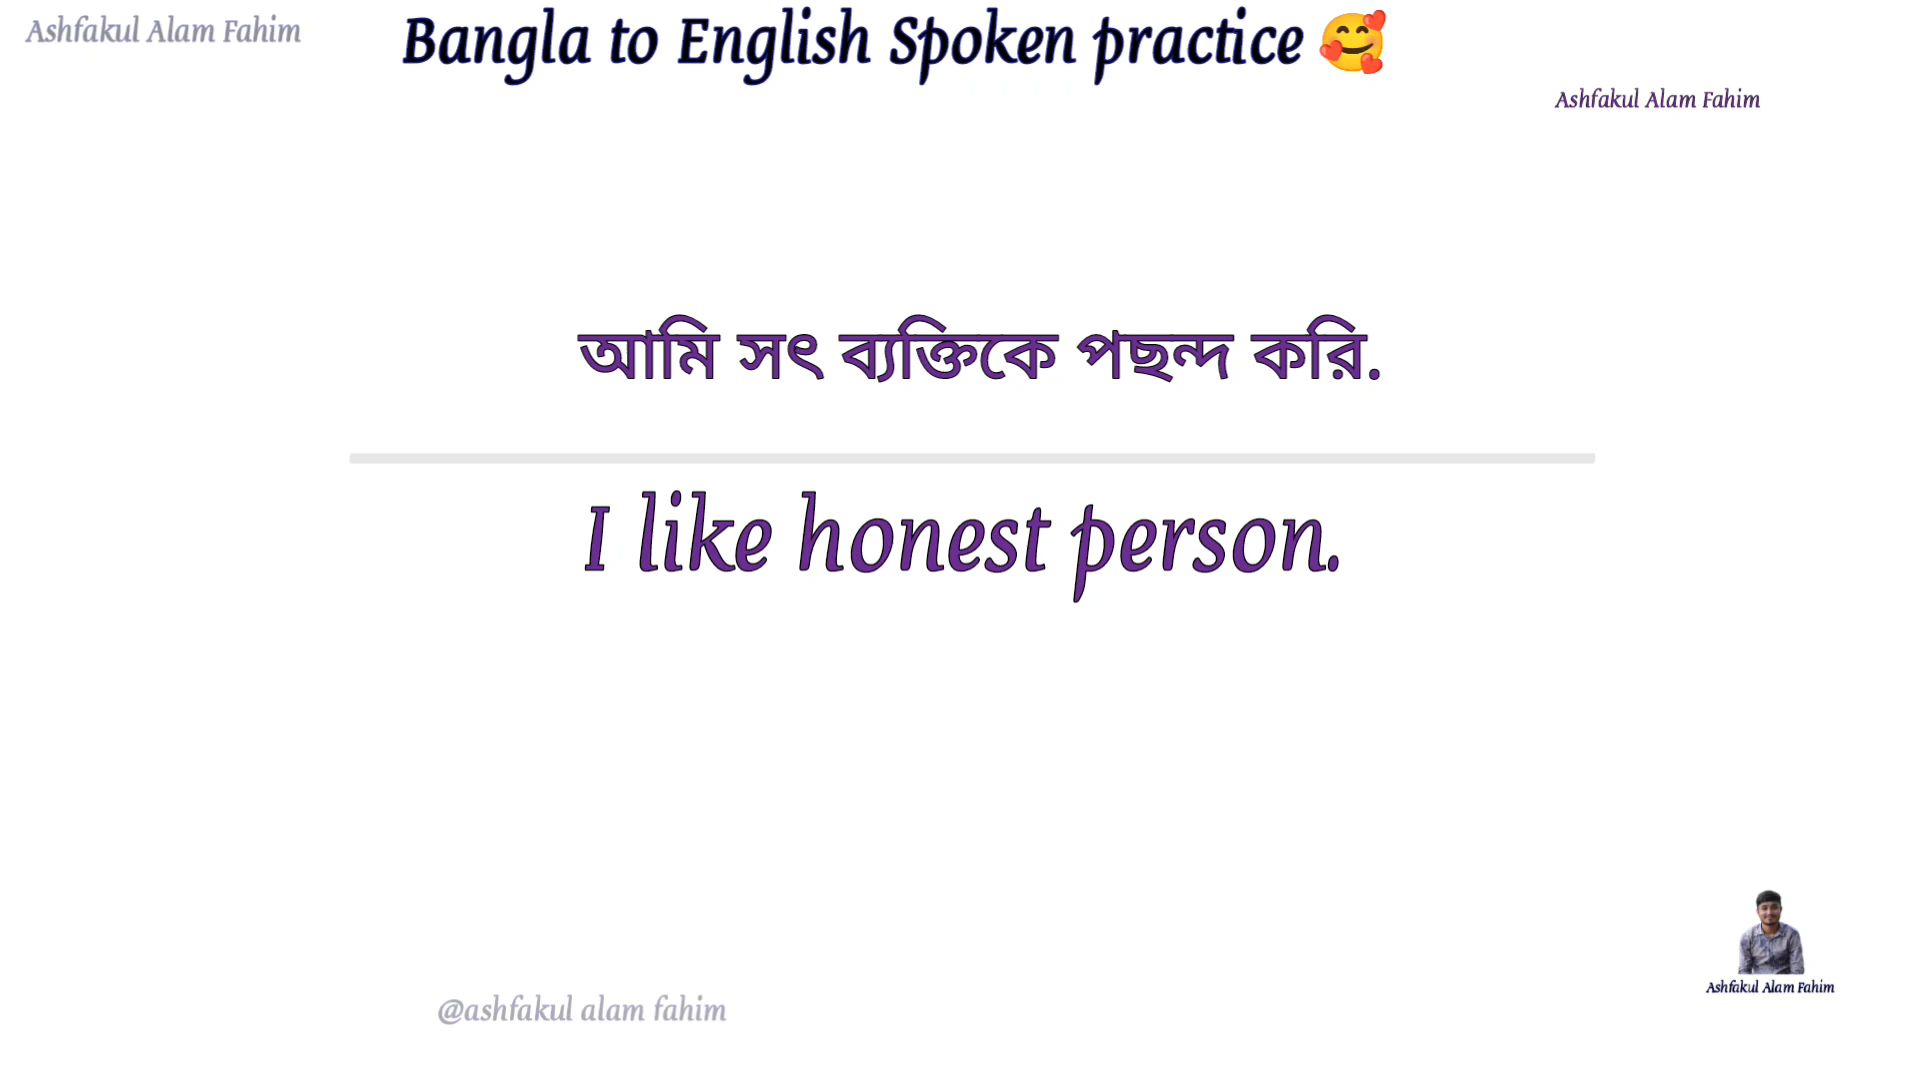 Ashfakul Alam Fahim
Bangla to English Spoken practice 🥰
Ashfakul Alam Fahim
আমি সৎ ব্যক্তিকে পছন্দ করি.
I like honest person.
Ashfakul Alam Fahim
@ashfakul alam fahim